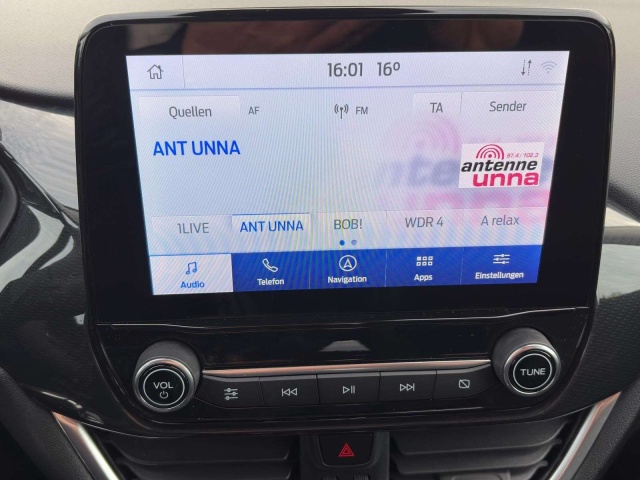 16:01 16°
Quellen AF FM TA Sender
ANT UNNA
97.4 / 102.3
antenne
unna
1LIVE ANT UNNA BOB! WDR 4 A relax
Audio Telefon Navigation Apps Einstellungen
VOL TUNE